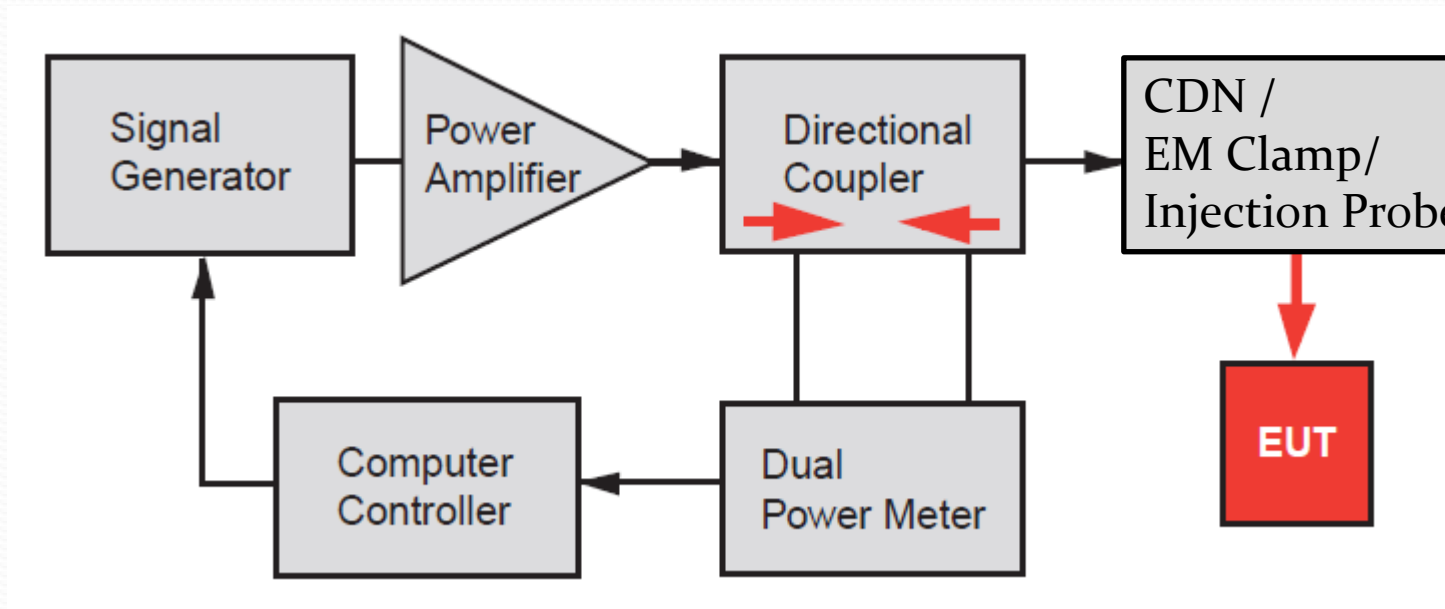 Signal
Generator
Power
Amplifier
Directional
Coupler
CDN /
EM Clamp/
Injection
Computer
Controller
Dual
Power Meter
EUT